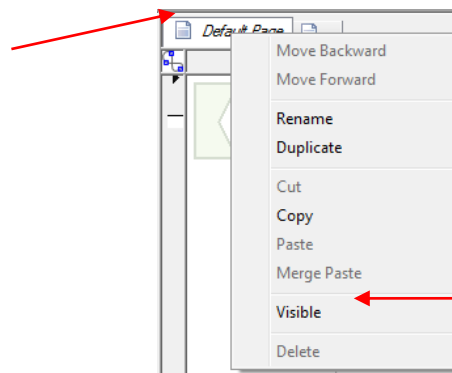 Default Page
Move Backward
Move Forward
Rename
Duplicate
Cut
Copy
Paste
Merge Paste
Visible
Delete